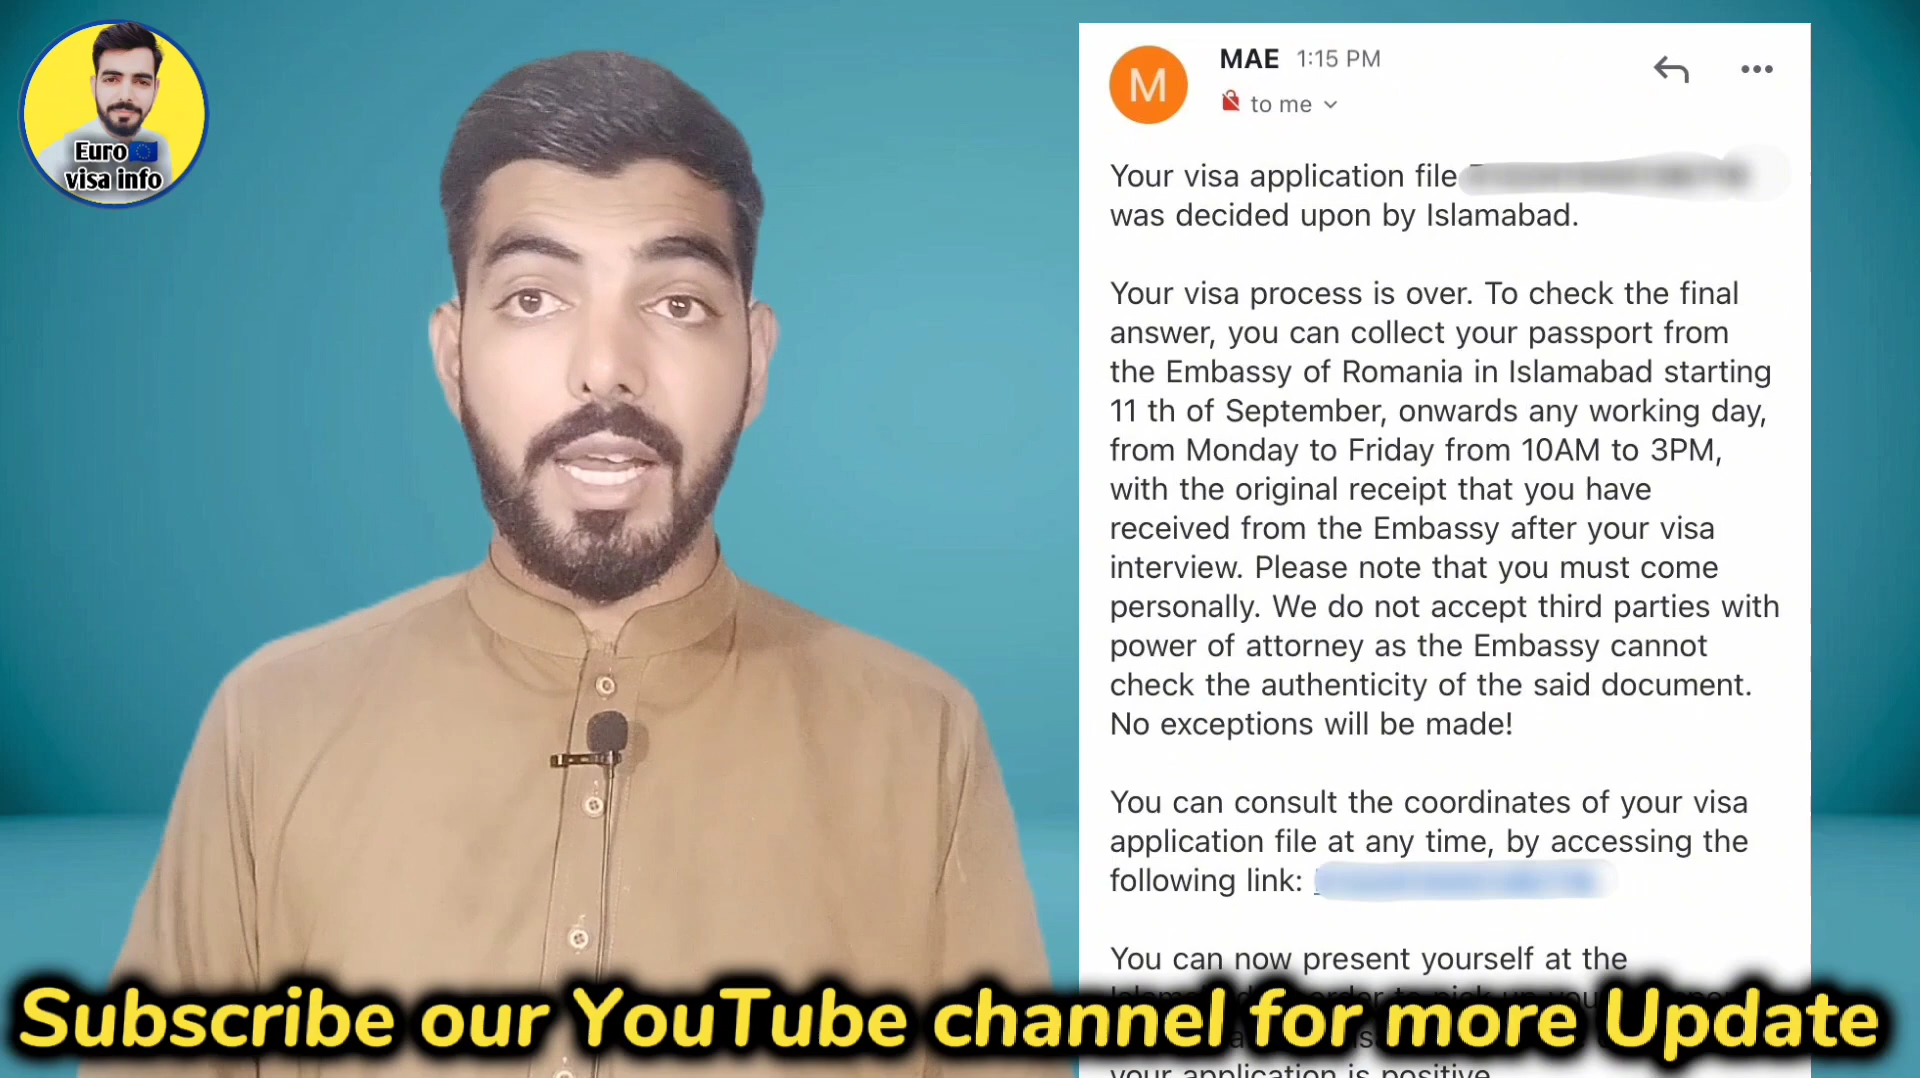 Euro
visa info
M
MAE 1:15 PM
to me
Your visa application file
was decided upon by Islamabad.
Your visa process is over. To check the final
answer, you can collect your passport from
the Embassy of Romania in Islamabad starting
11 th of September, onwards any working day,
from Monday to Friday from 10AM to 3PM,
with the original receipt that you have
received from the Embassy after your visa
interview. Please note that you must come
personally. We do not accept third parties with
power of attorney as the Embassy cannot
check the authenticity of the said document.
No exceptions will be made!
You can consult the coordinates of your visa
application file at any time, by accessing the
following link:
You can now present yourself at the
your application is positive
Subscribe our YouTube channel for more Update